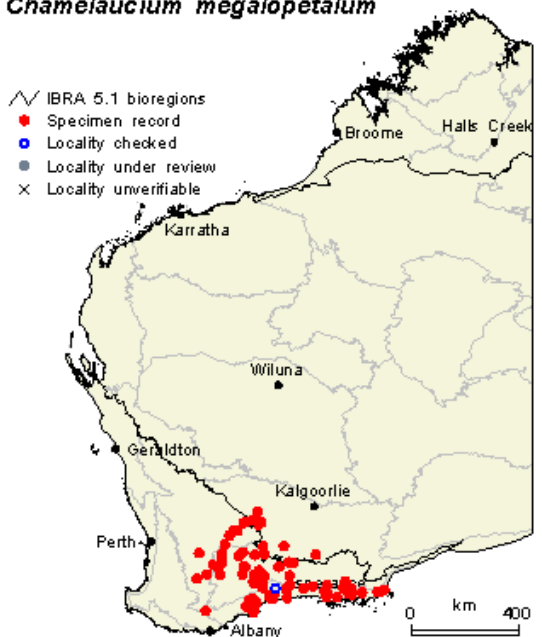 Chamelaucium megalopetalum
IBRA 5.1 bioregions
Specimen record
Locality checked
Locality under review
Locality unverifiable
Broome
Halls Creek
Karratha
Wiluna
Geraldton
Kalgoorlie
Perth
Esperance
Albany
0 km 400